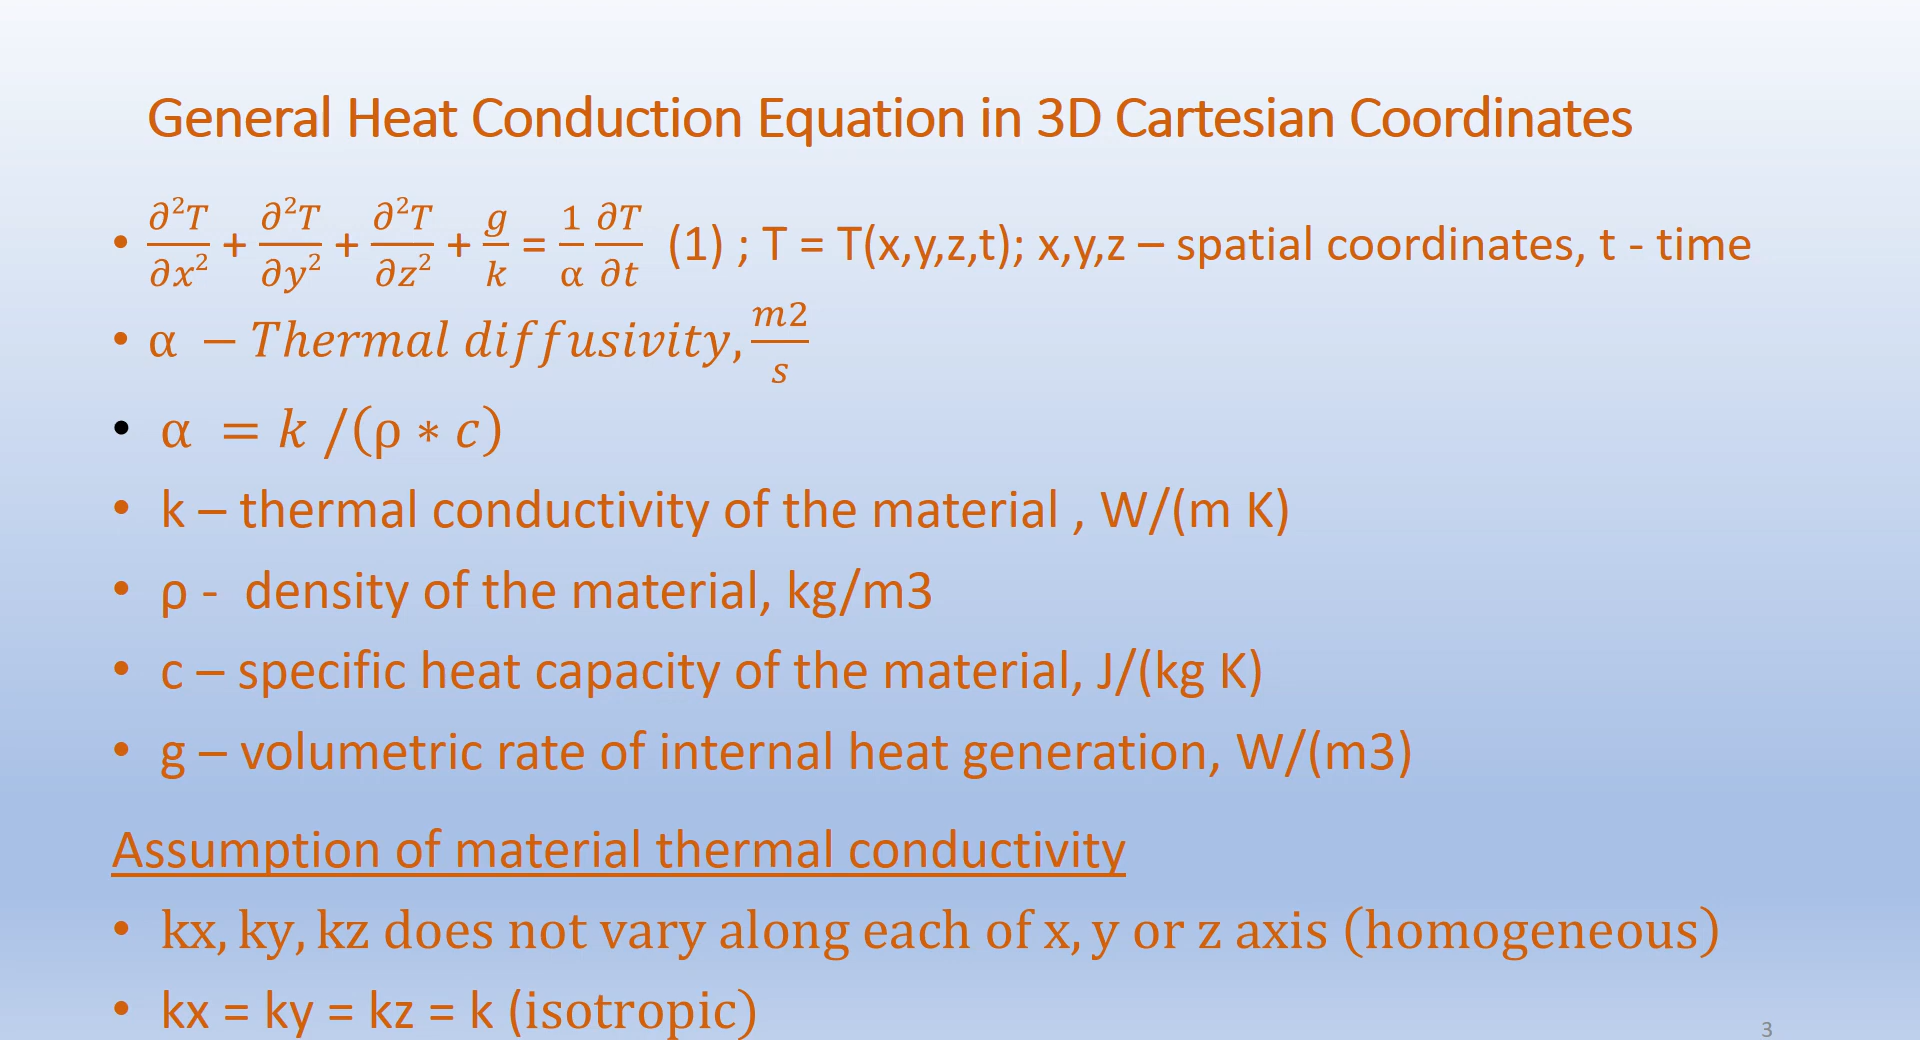 General Heat Conduction Equation in 3D Cartesian Coordinates
• ∂²T/∂x² + ∂²T/∂y² + ∂²T/∂z² + g/k = 1/α ∂T/∂t (1) ; T = T(x,y,z,t); x,y,z – spatial coordinates, t - time
• α – Thermal diffusivity, m2/s
• α = k /(ρ ∗ c)
• k – thermal conductivity of the material , W/(m K)
• ρ - density of the material, kg/m3
• c – specific heat capacity of the material, J/(kg K)
• g – volumetric rate of internal heat generation, W/(m3)
Assumption of material thermal conductivity
• kx, ky, kz does not vary along each of x, y or z axis (homogeneous)
• kx = ky = kz = k (isotropic)
3